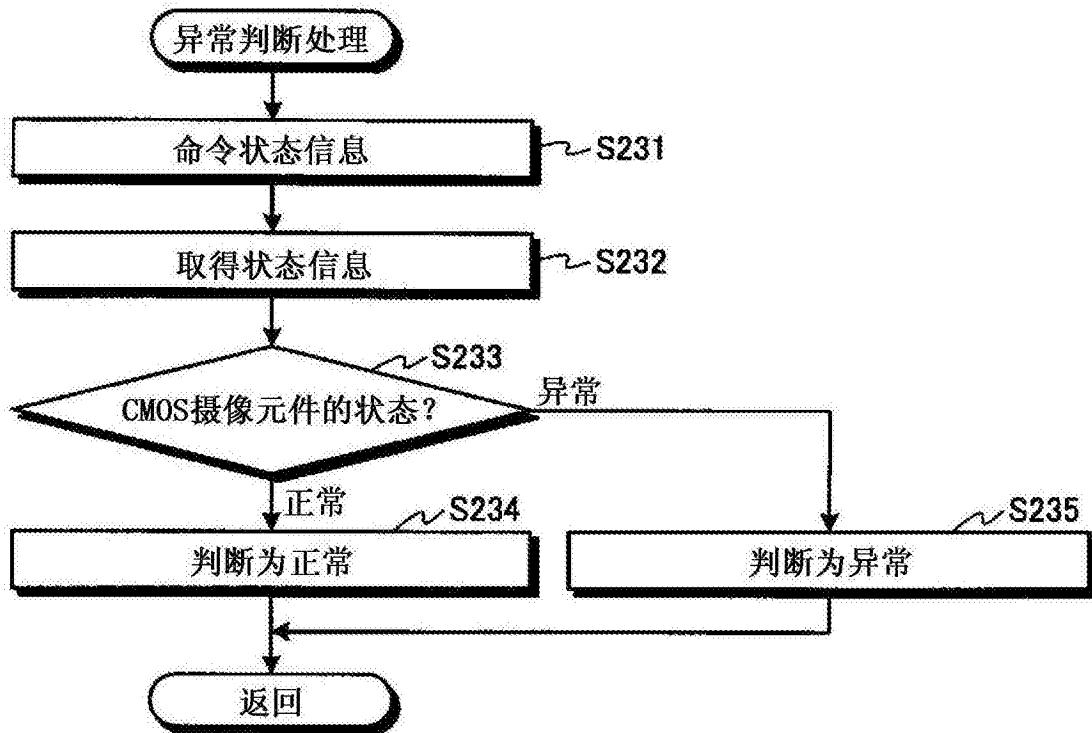 异常判断处理
命令状态信息
S231
取得状态信息
S232
S233
CMOS摄像元件的状态?
异常
正常
S234
S235
判断为正常
判断为异常
返回